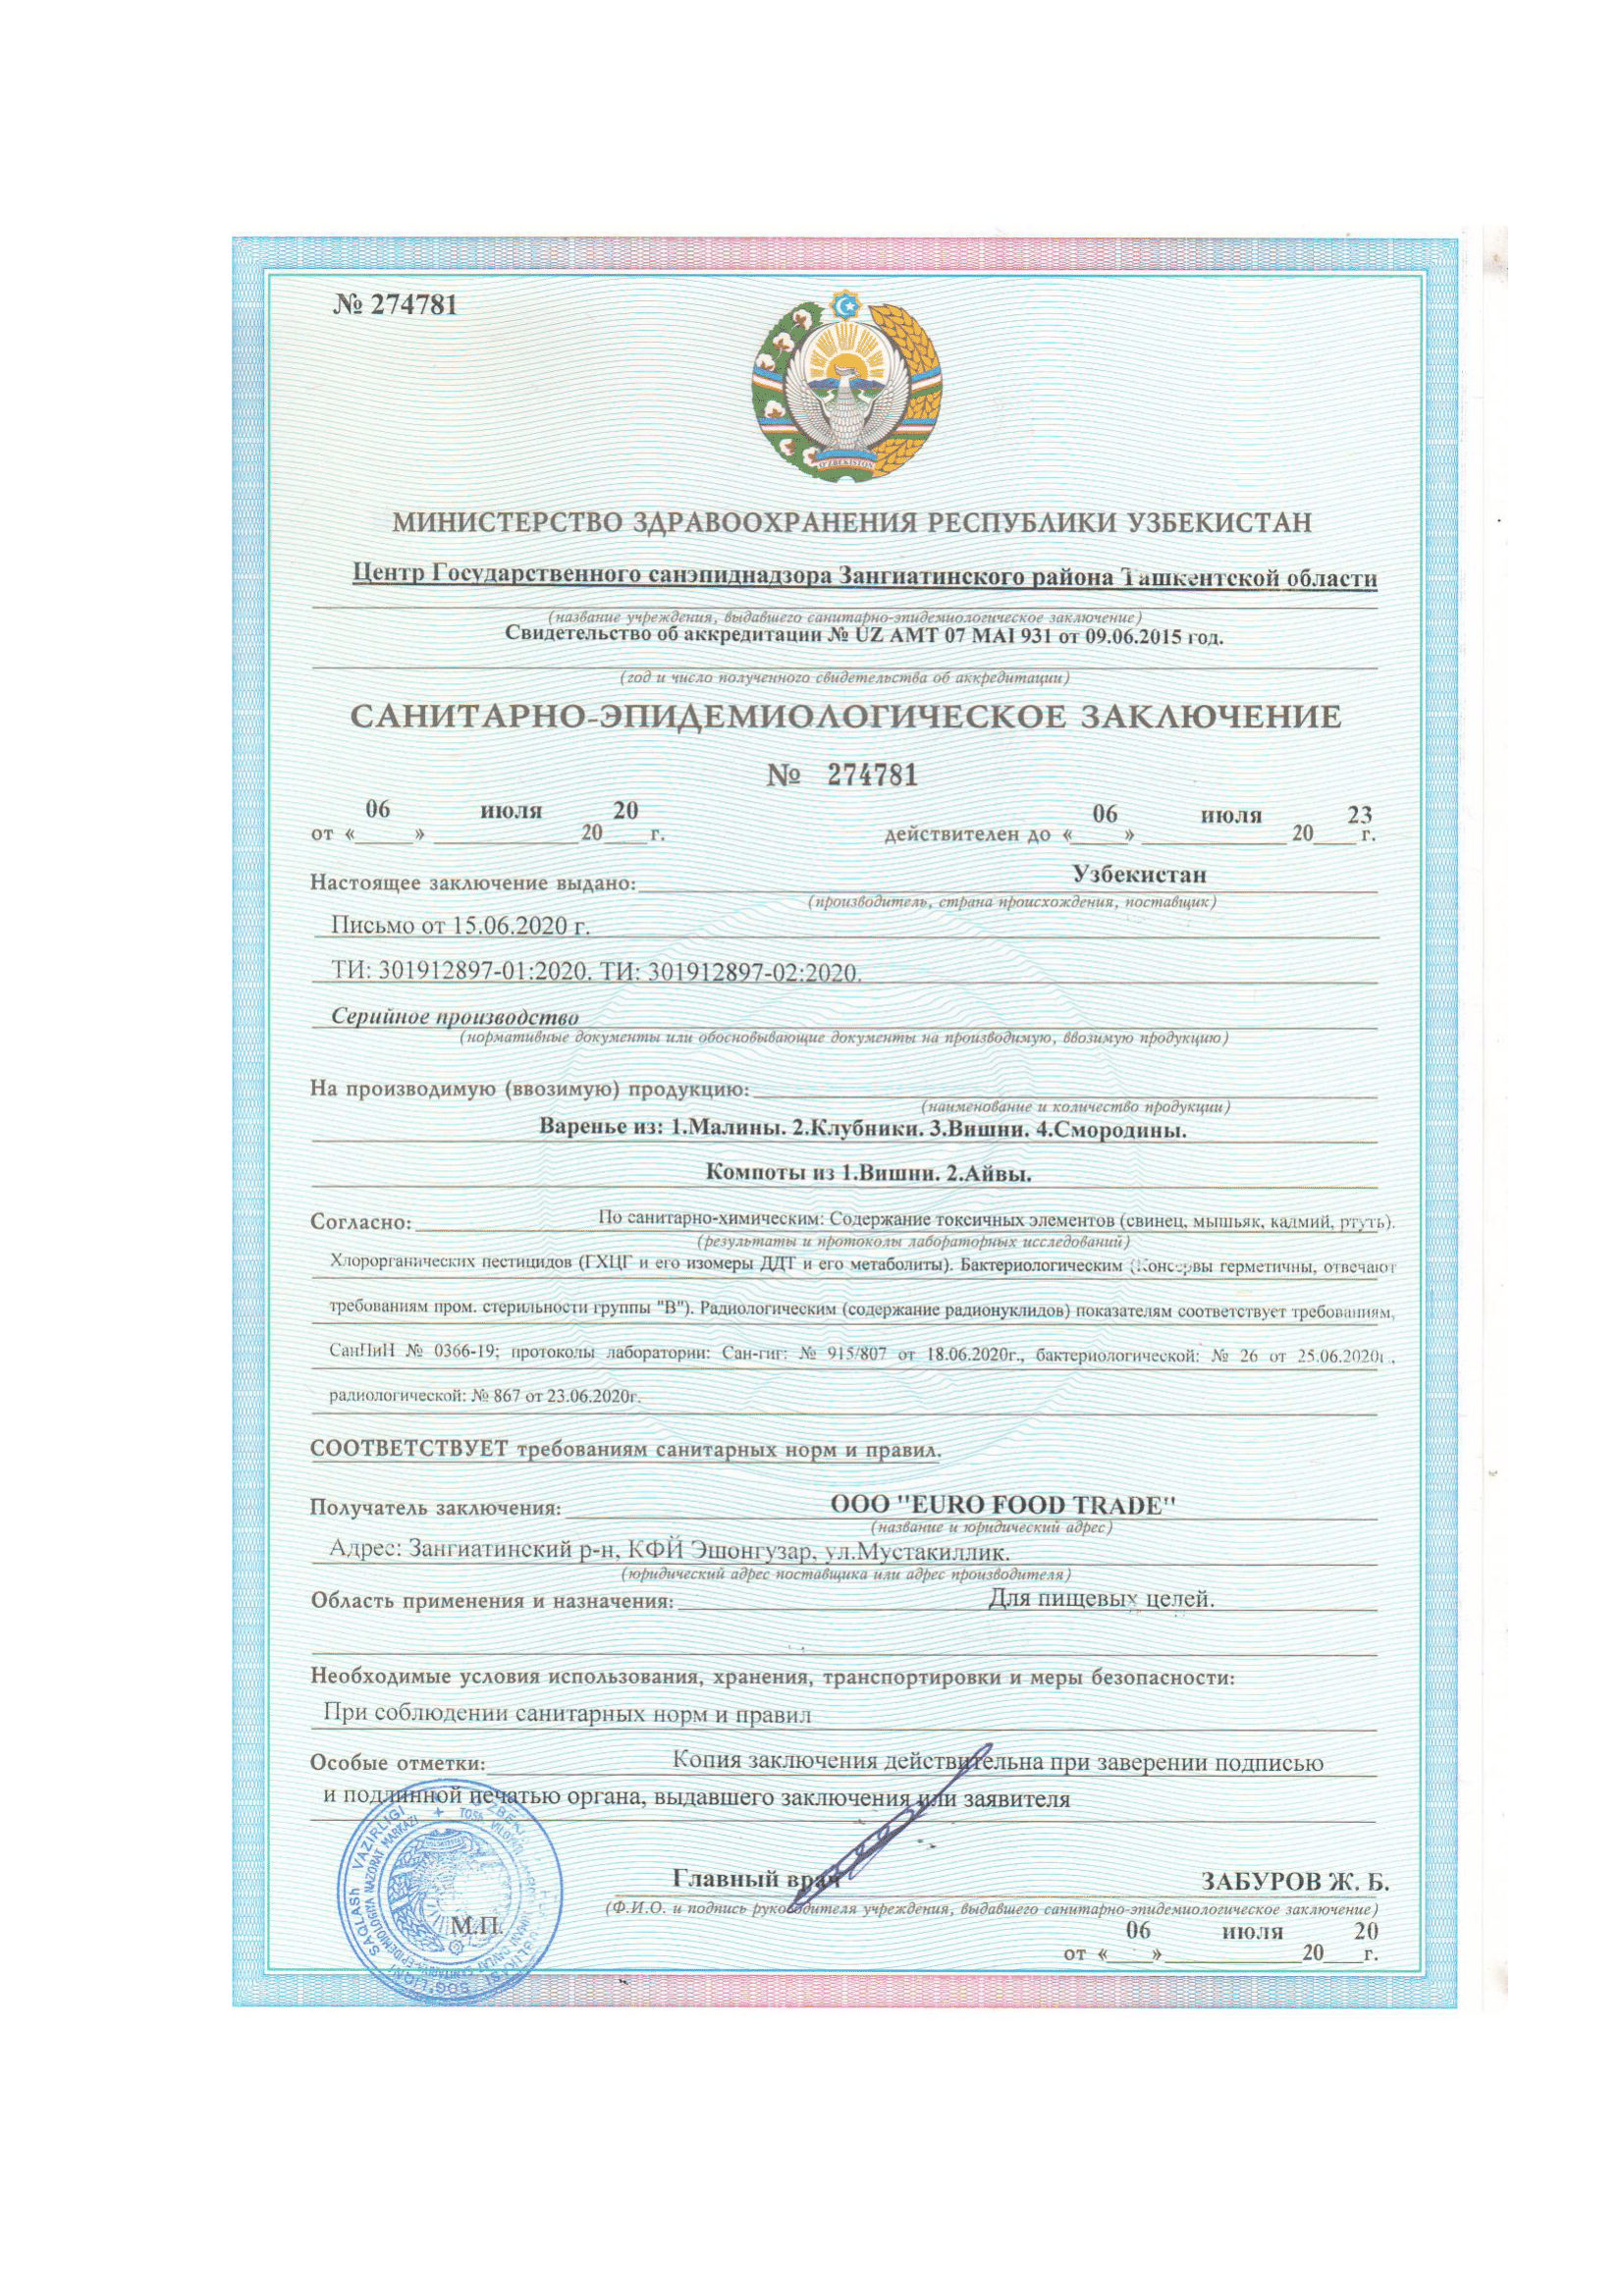 № 274781
O'ZBEKISTON
МИНИСТЕРСТВО ЗДРАВООХРАНЕНИЯ РЕСПУБЛИКИ УЗБЕКИСТАН
Центр Государственного санэпиднадзора Зангиатинского района Ташкентской области
(название учреждения, выдавшего санитарно-эпидемиологическое заключение)
Свидетельство об аккредитации № UZ AMT 07 MAI 931 от 09.06.2015 год.
(год и число полученного свидетельства об аккредитации)
САНИТАРНО-ЭПИДЕМИОЛОГИЧЕСКОЕ ЗАКЛЮЧЕНИЕ
№ 274781
от « 06 » июля 20 20 г. действителен до « 06 » июля 20 23 г.
Настоящее заключение выдано: Узбекистан
(производитель, страна происхождения, поставщик)
Письмо от 15.06.2020 г.
ТИ: 301912897-01:2020. ТИ: 301912897-02:2020.
Серийное производство
(нормативные документы или обосновывающие документы на производимую, ввозимую продукцию)
На производимую (ввозимую) продукцию:
(наименование и количество продукции)
Варенье из: 1.Малины. 2.Клубники. 3.Вишни. 4.Смородины.
Компоты из 1.Вишни. 2.Айвы.
Согласно: По санитарно-химическим: Содержание токсичных элементов (свинец, мышьяк, кадмий, ртуть).
(результаты и протоколы лабораторных исследований)
Хлорорганических пестицидов (ГХЦГ и его изомеры ДДТ и его метаболиты). Бактериологическим (Консервы герметичны, отвечают
требованиям пром. стерильности группы "В"). Радиологическим (содержание радионуклидов) показателям соответствует требованиям,
СанПиН № 0366-19; протоколы лаборатории: Сан-гиг: № 915/807 от 18.06.2020г., бактериологической: № 26 от 25.06.2020г.,
радиологической: № 867 от 23.06.2020г.
СООТВЕТСТВУЕТ требованиям санитарных норм и правил.
Получатель заключения: ООО "EURO FOOD TRADE"
(название и юридический адрес)
Адрес: Зангиатинский р-н, КФЙ Эшонгузар, ул.Мустакиллик.
(юридический адрес поставщика или адрес производителя)
Область применения и назначения: Для пищевых целей.
Необходимые условия использования, хранения, транспортировки и меры безопасности:
При соблюдении санитарных норм и правил
Особые отметки: Копия заключения действительна при заверении подписью
и подлинной печатью органа, выдавшего заключения или заявителя
Главный врач ЗАБУРОВ Ж. Б.
(Ф.И.О. и подпись руководителя учреждения, выдавшего санитарно-эпидемиологическое заключение)
М.П.
от « 06 » июля 20 20 г.
SOG'LIQNI SAQLASH VAZIRLIGI
EPIDEMIOLOGIYA NAZORAT MARKAZI